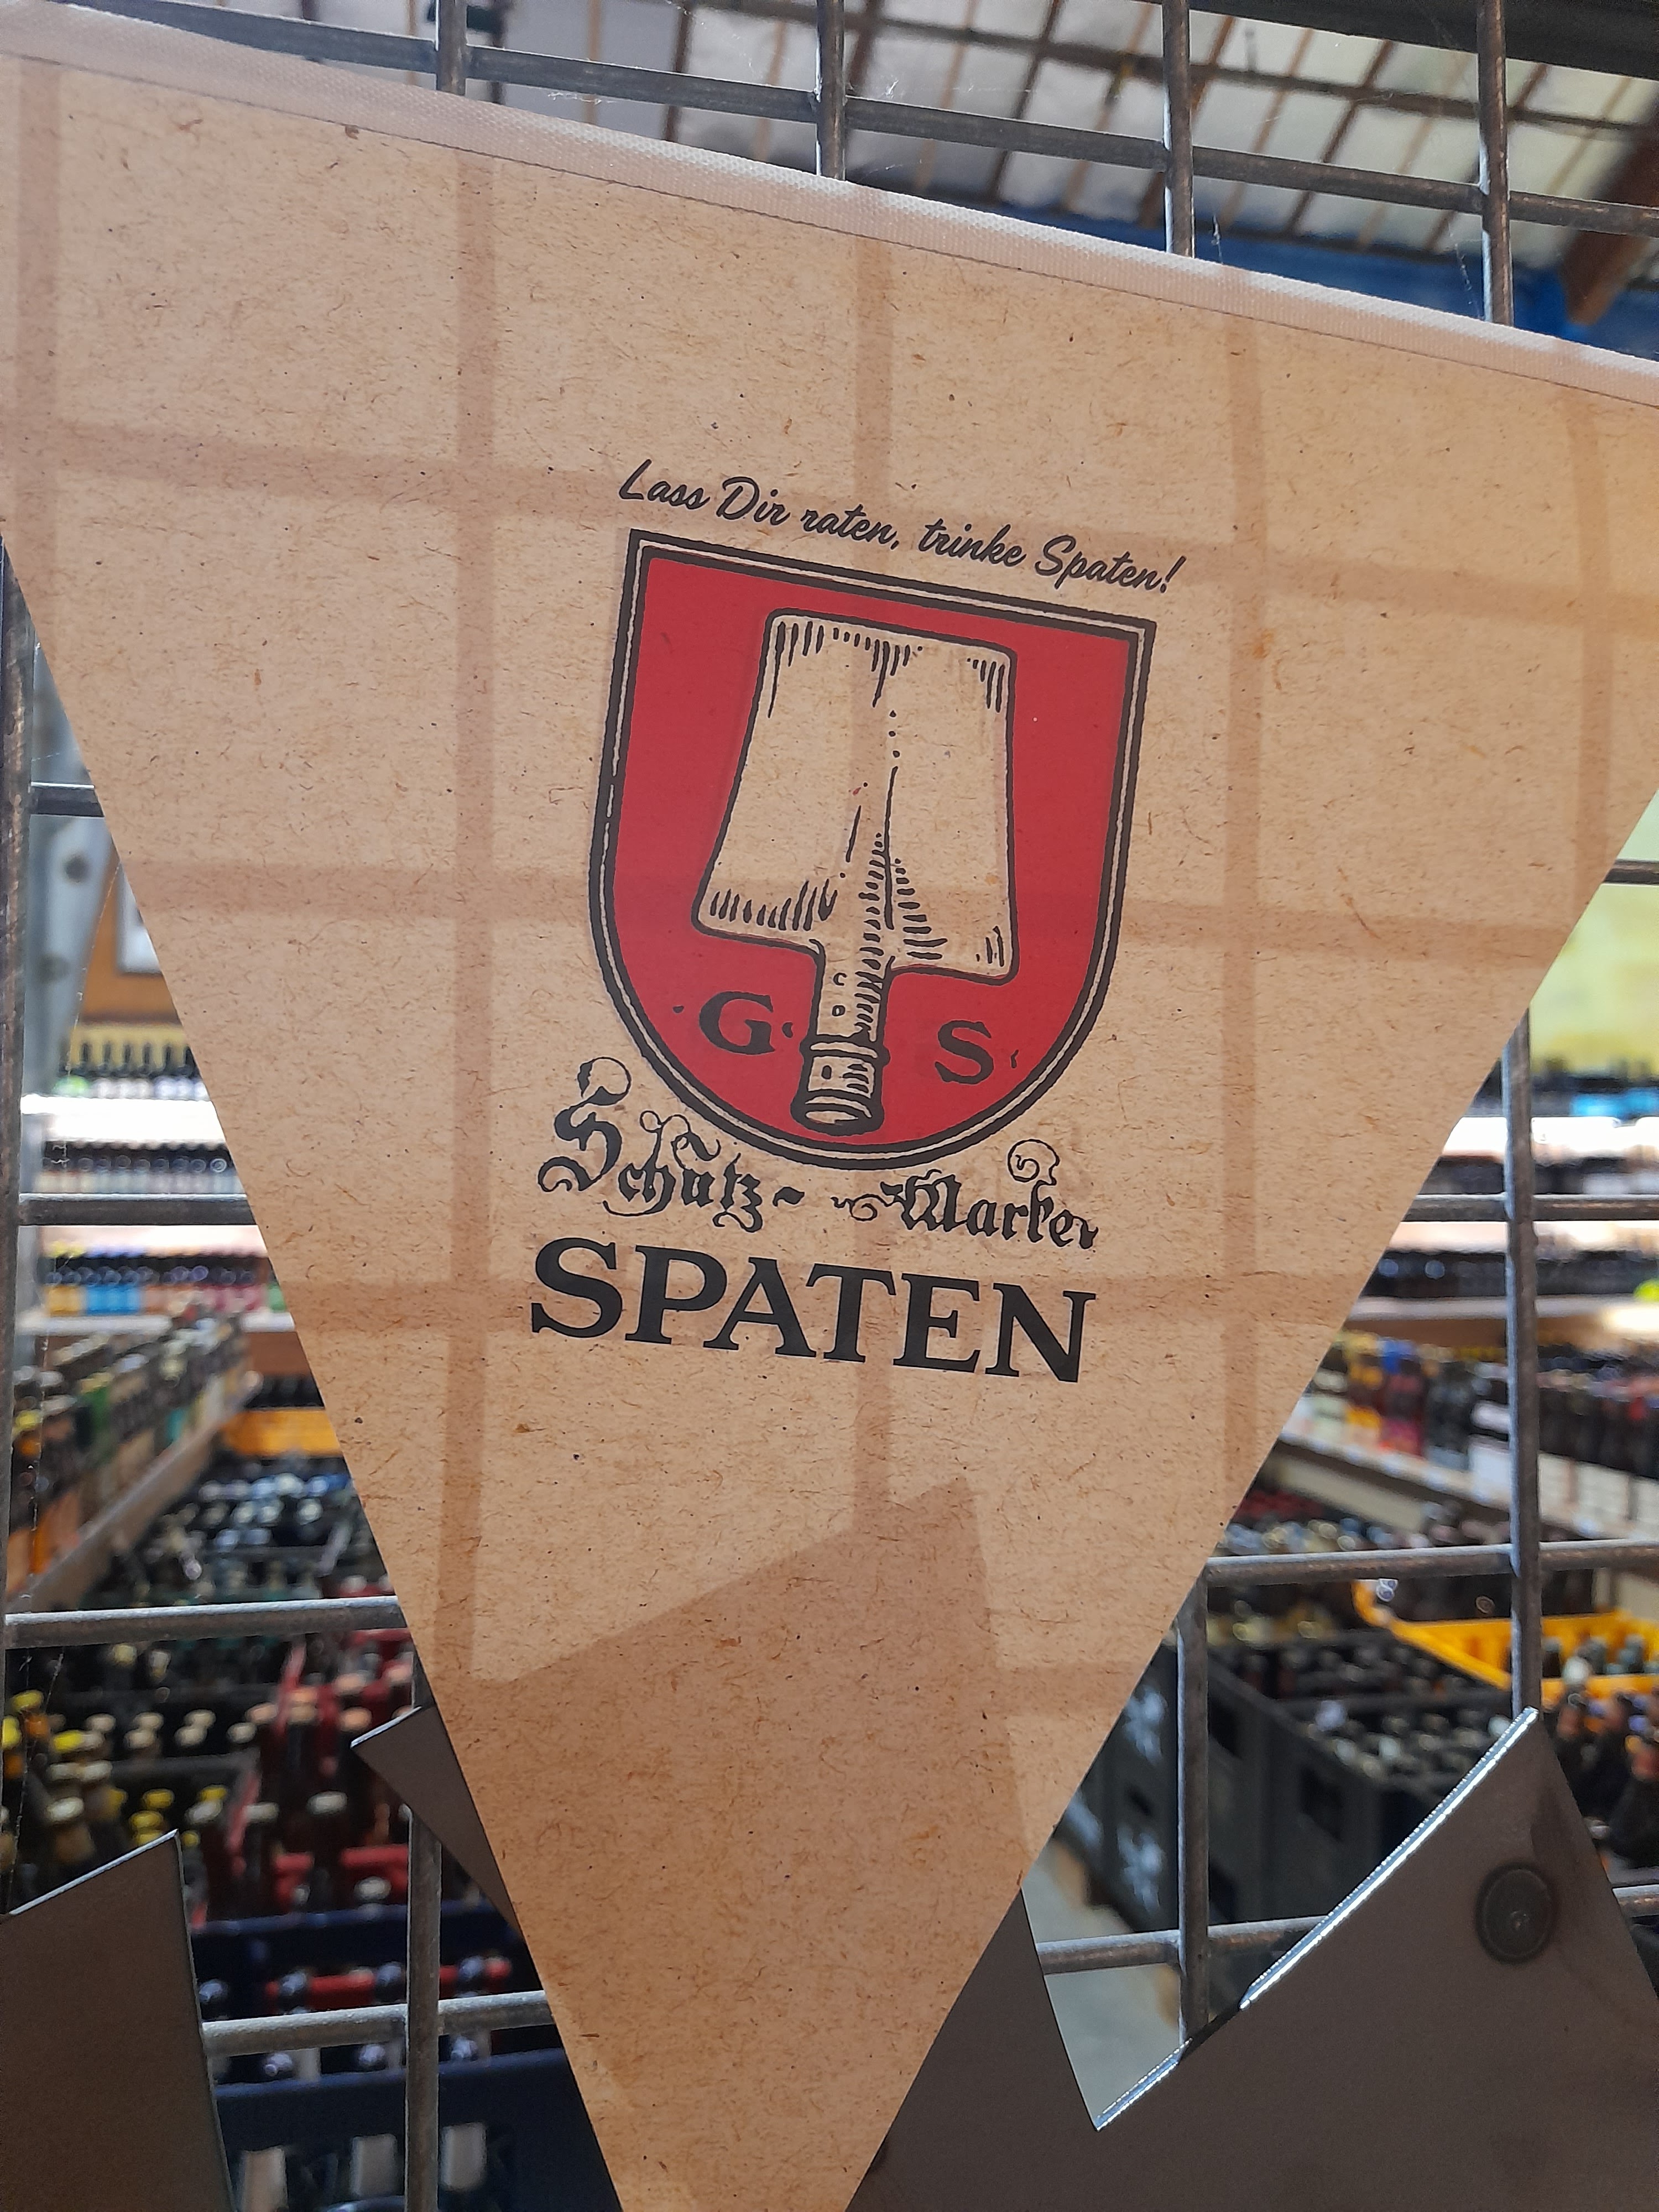 Lass Dir raten, trinke Spaten!
G. S.
Schutz- Marke
SPATEN